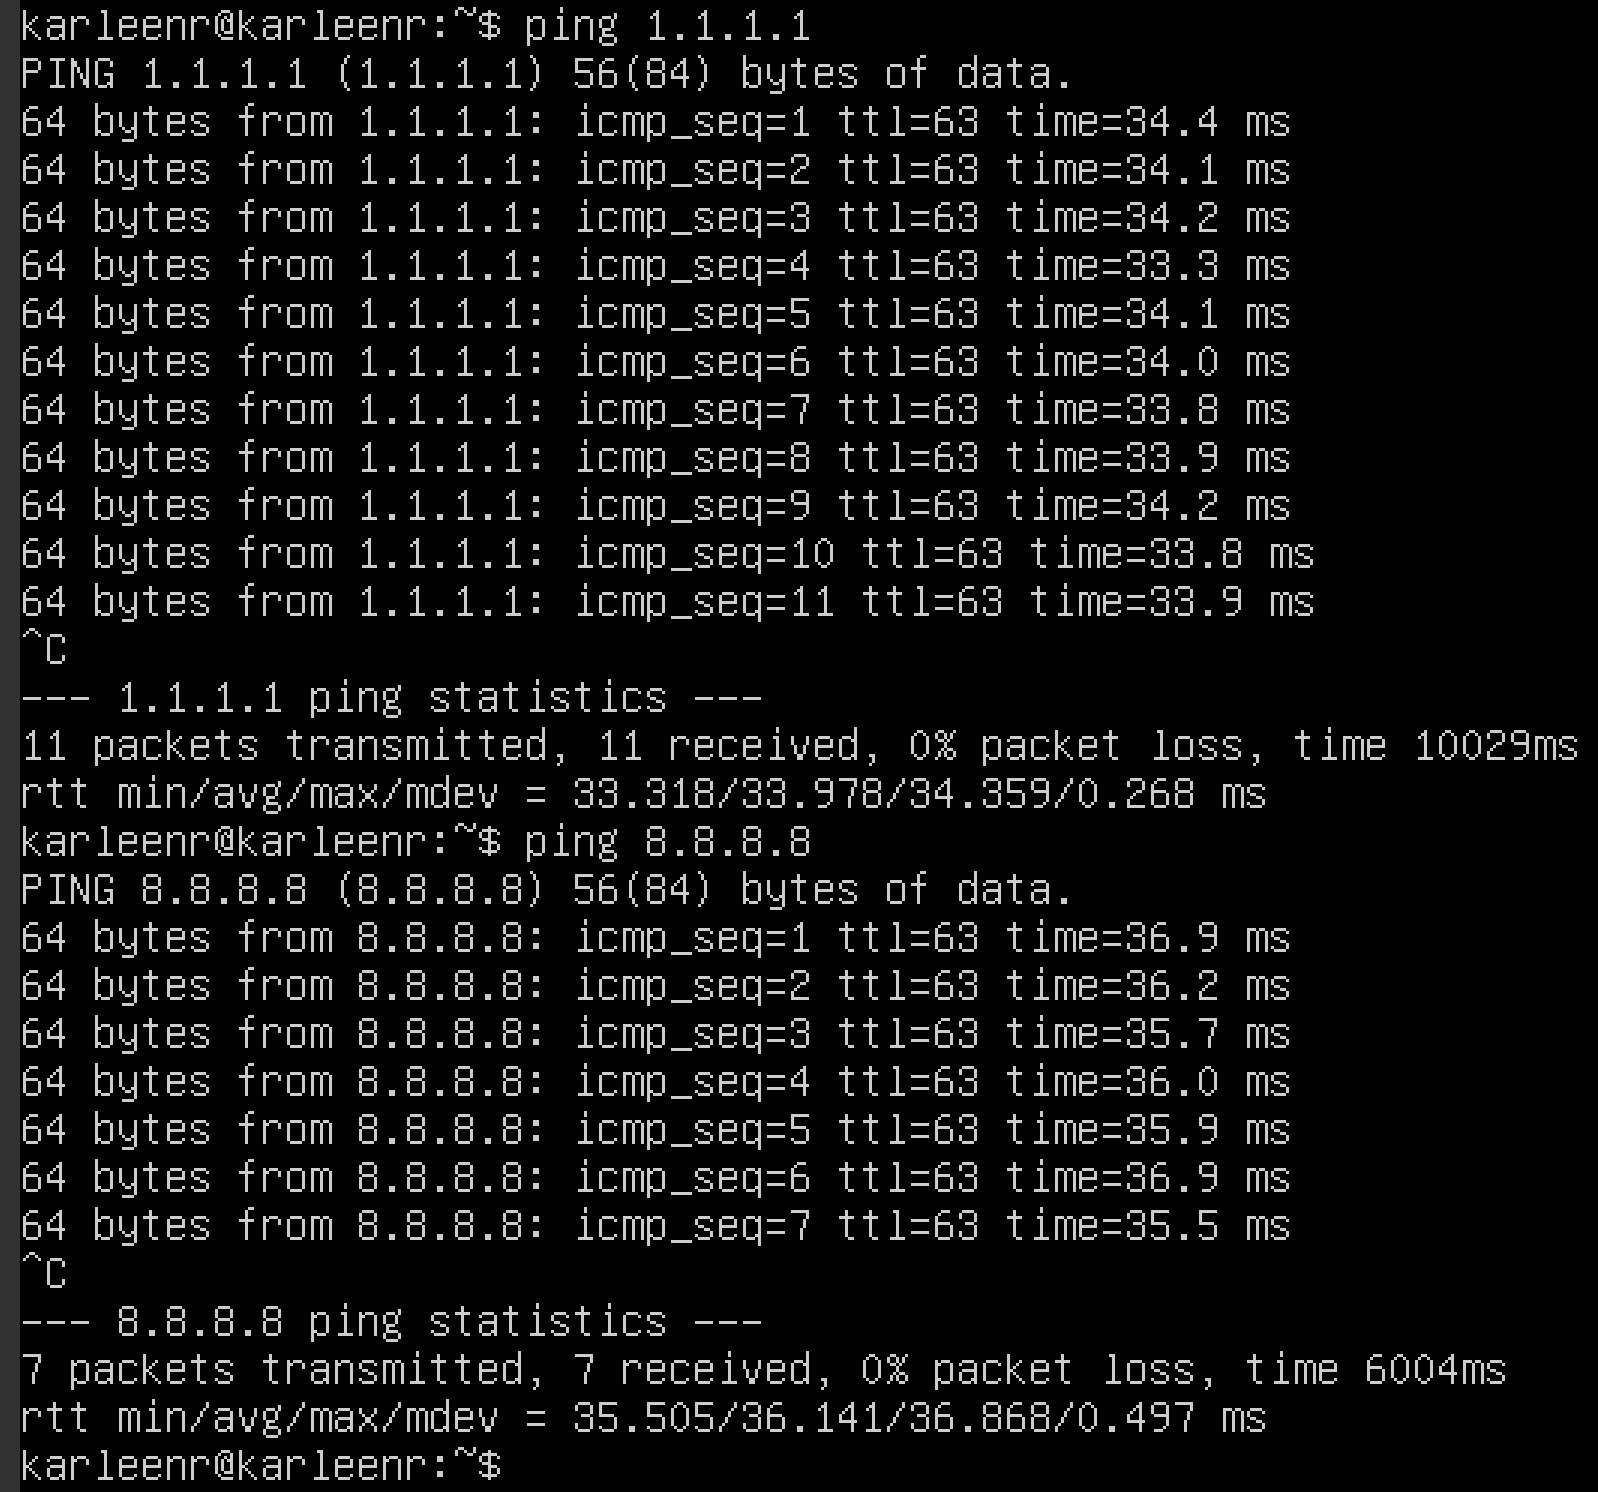 karleenr@karleenr:~$ ping 1.1.1.1
PING 1.1.1.1 (1.1.1.1) 56(84) bytes of data.
64 bytes from 1.1.1.1: icmp_seq=1 ttl=63 time=34.4 ms
64 bytes from 1.1.1.1: icmp_seq=2 ttl=63 time=34.1 ms
64 bytes from 1.1.1.1: icmp_seq=3 ttl=63 time=34.2 ms
64 bytes from 1.1.1.1: icmp_seq=4 ttl=63 time=33.3 ms
64 bytes from 1.1.1.1: icmp_seq=5 ttl=63 time=34.1 ms
64 bytes from 1.1.1.1: icmp_seq=6 ttl=63 time=34.0 ms
64 bytes from 1.1.1.1: icmp_seq=7 ttl=63 time=33.8 ms
64 bytes from 1.1.1.1: icmp_seq=8 ttl=63 time=33.9 ms
64 bytes from 1.1.1.1: icmp_seq=9 ttl=63 time=34.2 ms
64 bytes from 1.1.1.1: icmp_seq=10 ttl=63 time=33.8 ms
64 bytes from 1.1.1.1: icmp_seq=11 ttl=63 time=33.9 ms
^C
--- 1.1.1.1 ping statistics ---
11 packets transmitted, 11 received, 0% packet loss, time 10029ms
rtt min/avg/max/mdev = 33.318/33.978/34.359/0.268 ms
karleenr@karleenr:~$ ping 8.8.8.8
PING 8.8.8.8 (8.8.8.8) 56(84) bytes of data.
64 bytes from 8.8.8.8: icmp_seq=1 ttl=63 time=36.9 ms
64 bytes from 8.8.8.8: icmp_seq=2 ttl=63 time=36.2 ms
64 bytes from 8.8.8.8: icmp_seq=3 ttl=63 time=35.7 ms
64 bytes from 8.8.8.8: icmp_seq=4 ttl=63 time=36.0 ms
64 bytes from 8.8.8.8: icmp_seq=5 ttl=63 time=35.9 ms
64 bytes from 8.8.8.8: icmp_seq=6 ttl=63 time=36.9 ms
64 bytes from 8.8.8.8: icmp_seq=7 ttl=63 time=35.5 ms
^C
--- 8.8.8.8 ping statistics ---
7 packets transmitted, 7 received, 0% packet loss, time 6004ms
rtt min/avg/max/mdev = 35.505/36.141/36.868/0.497 ms
karleenr@karleenr:~$